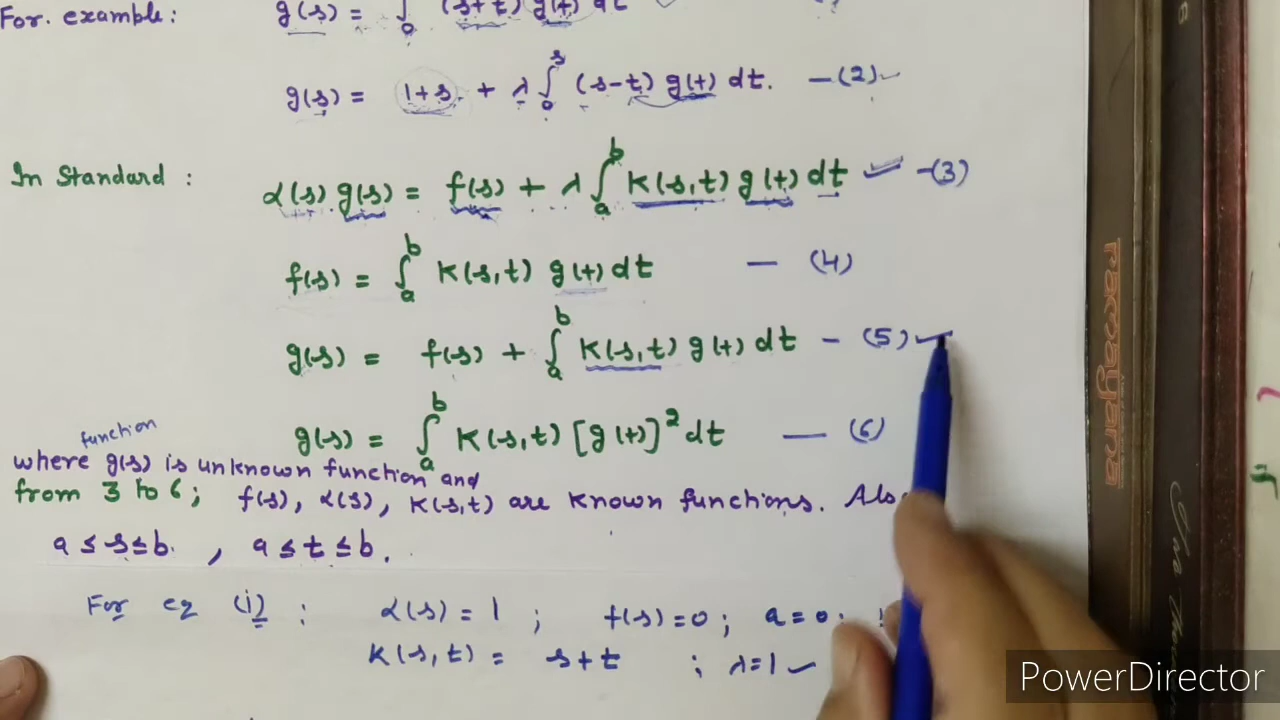 For. example: g(s) = ∫₀ (s+t) g(t) dt
g(s) = 1+s + λ ∫₀ˢ (s-t) g(t) dt. —(2)
In Standard : α(s) g(s) = f(s) + λ ∫ₐᵇ K(s,t) g(t) dt -(3)
f(s) = ∫ₐᵇ K(s,t) g(t) dt — (4)
g(s) = f(s) + ∫ₐᵇ K(s,t) g(t) dt - (5)
g(s) = ∫ₐᵇ K(s,t) [g(t)]² dt — (6)
function
where g(s) is unknown function and
from 3 to 6; f(s), α(s), K(s,t) are known functions. Also
a ≤ s ≤ b. , a ≤ t ≤ b.
For eq (i) : α(s) = 1 ; f(s) = 0 ; a = 0 ;
K(s,t) = s+t ; λ=1
PowerDirector